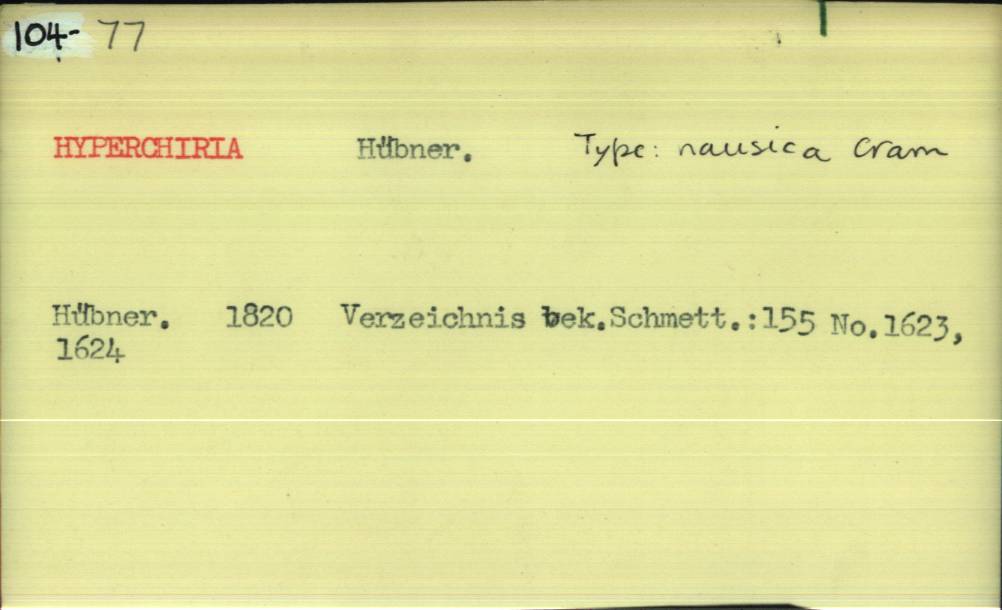 104-77
HYPERCHIRIA Hübner. Type: nausica Cram
Hübner. 1820 Verzeichnis bek.Schmett.:155 No.1623,
1624